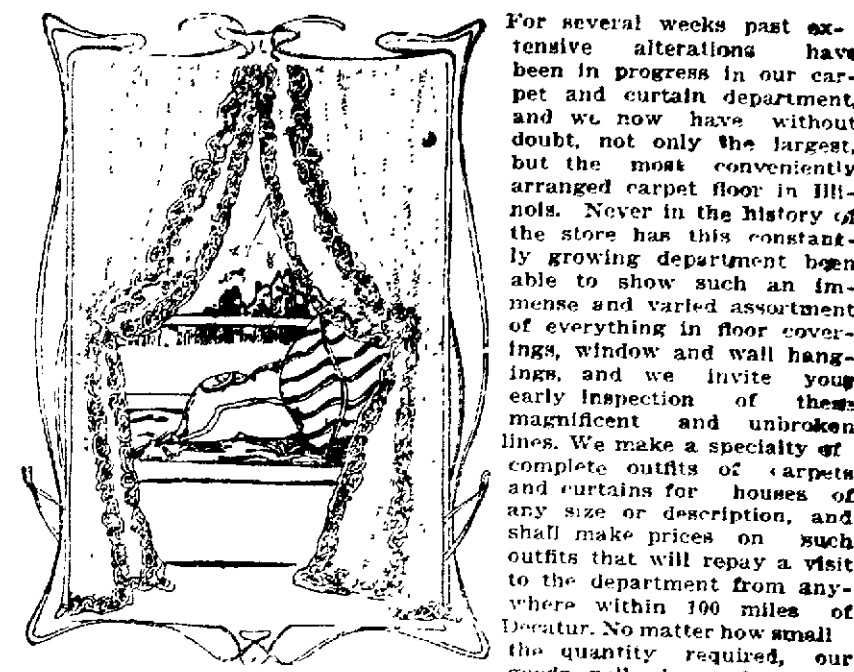 For several weeks past ex-
tensive alterations have
been in progress in our car-
pet and curtain department,
and we now have without
doubt, not only the largest,
but the most conveniently
arranged carpet floor in Illi-
nois. Never in the history of
the store has this constant-
ly growing department been
able to show such an im-
mense and varied assortment
of everything in floor cover-
ings, window and wall hang-
ings, and we invite your
early inspection of these
magnificent and unbroken
lines. We make a specialty of
complete outfits of carpets
and curtains for houses of
any size or description, and
shall make prices on such
outfits that will repay a visit
to the department from any-
where within 100 miles of
Decatur. No matter how small
the quantity required, our